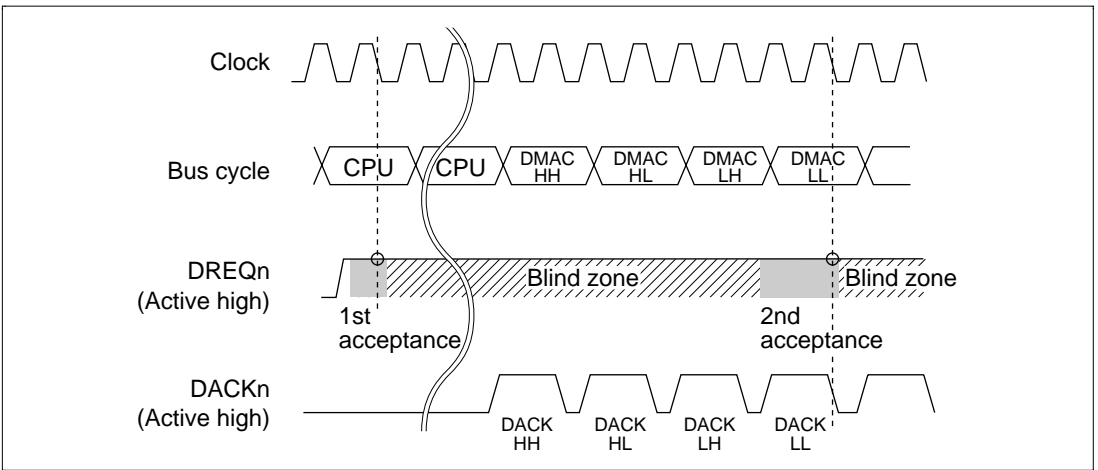 Clock
Bus cycle
CPU CPU DMAC HH DMAC HL DMAC LH DMAC LL
DREQn
(Active high)
Blind zone Blind zone
1st
acceptance
2nd
acceptance
DACKn
(Active high)
DACK HH DACK HL DACK LH DACK LL